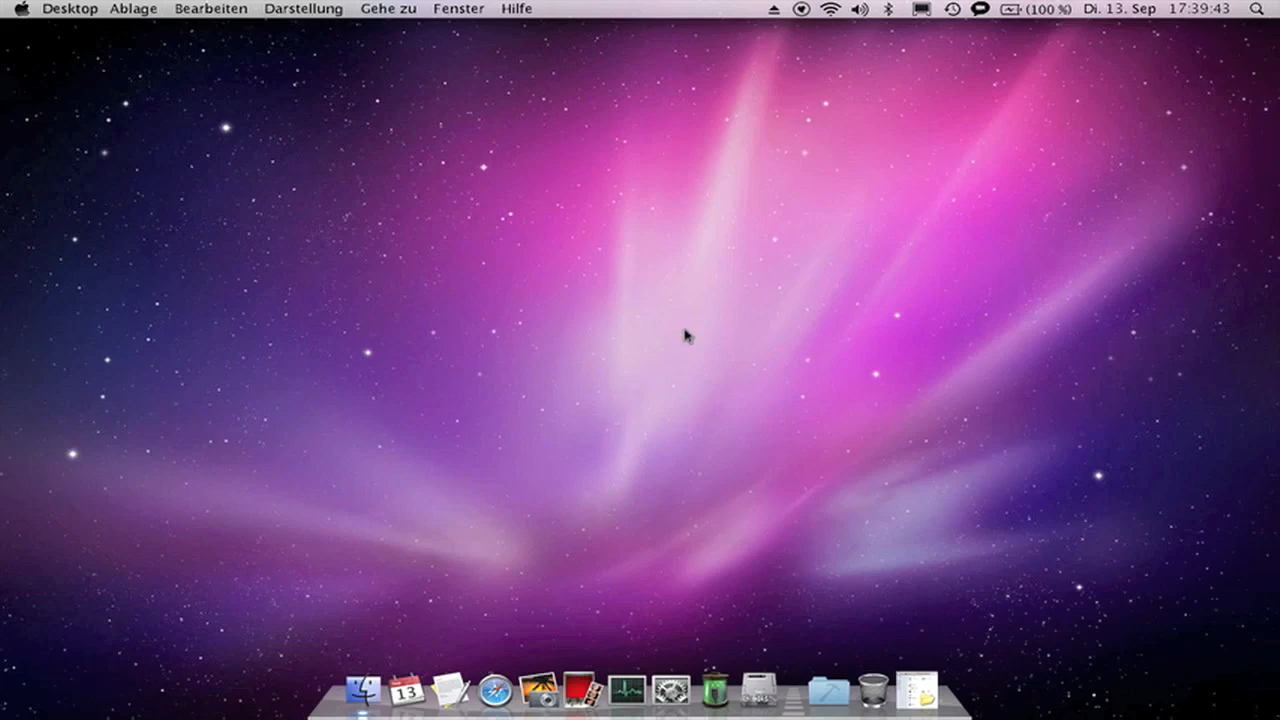 Desktop Ablage Bearbeiten Darstellung Gehe zu Fenster Hilfe (100 %) Di. 13. Sep 17:39:43
13